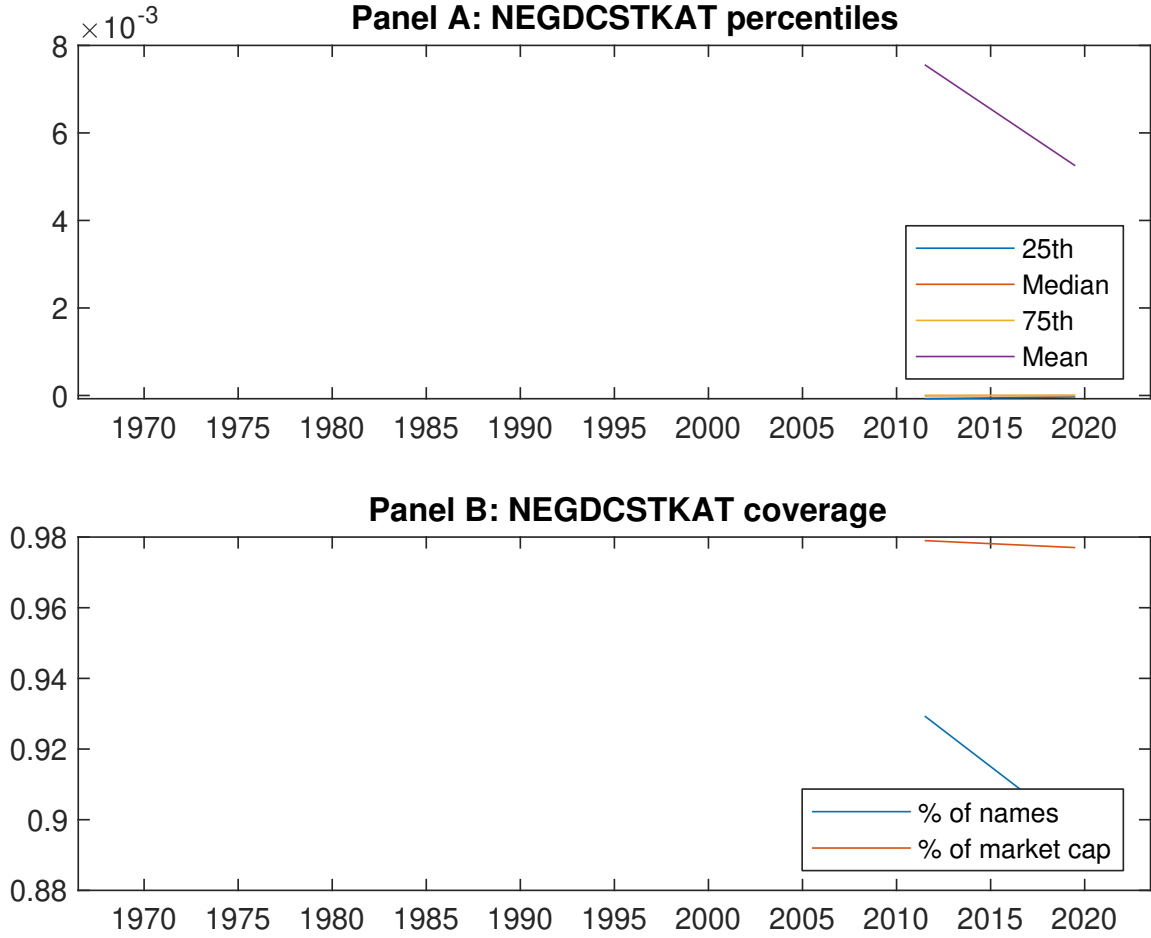 Panel A: NEGDCSTKAT percentiles
×10-3
8
6
4
2
0
25th
Median
75th
Mean
1970 1975 1980 1985 1990 1995 2000 2005 2010 2015 2020
Panel B: NEGDCSTKAT coverage
0.98
0.96
0.94
0.92
0.9
0.88
% of names
% of market cap
1970 1975 1980 1985 1990 1995 2000 2005 2010 2015 2020